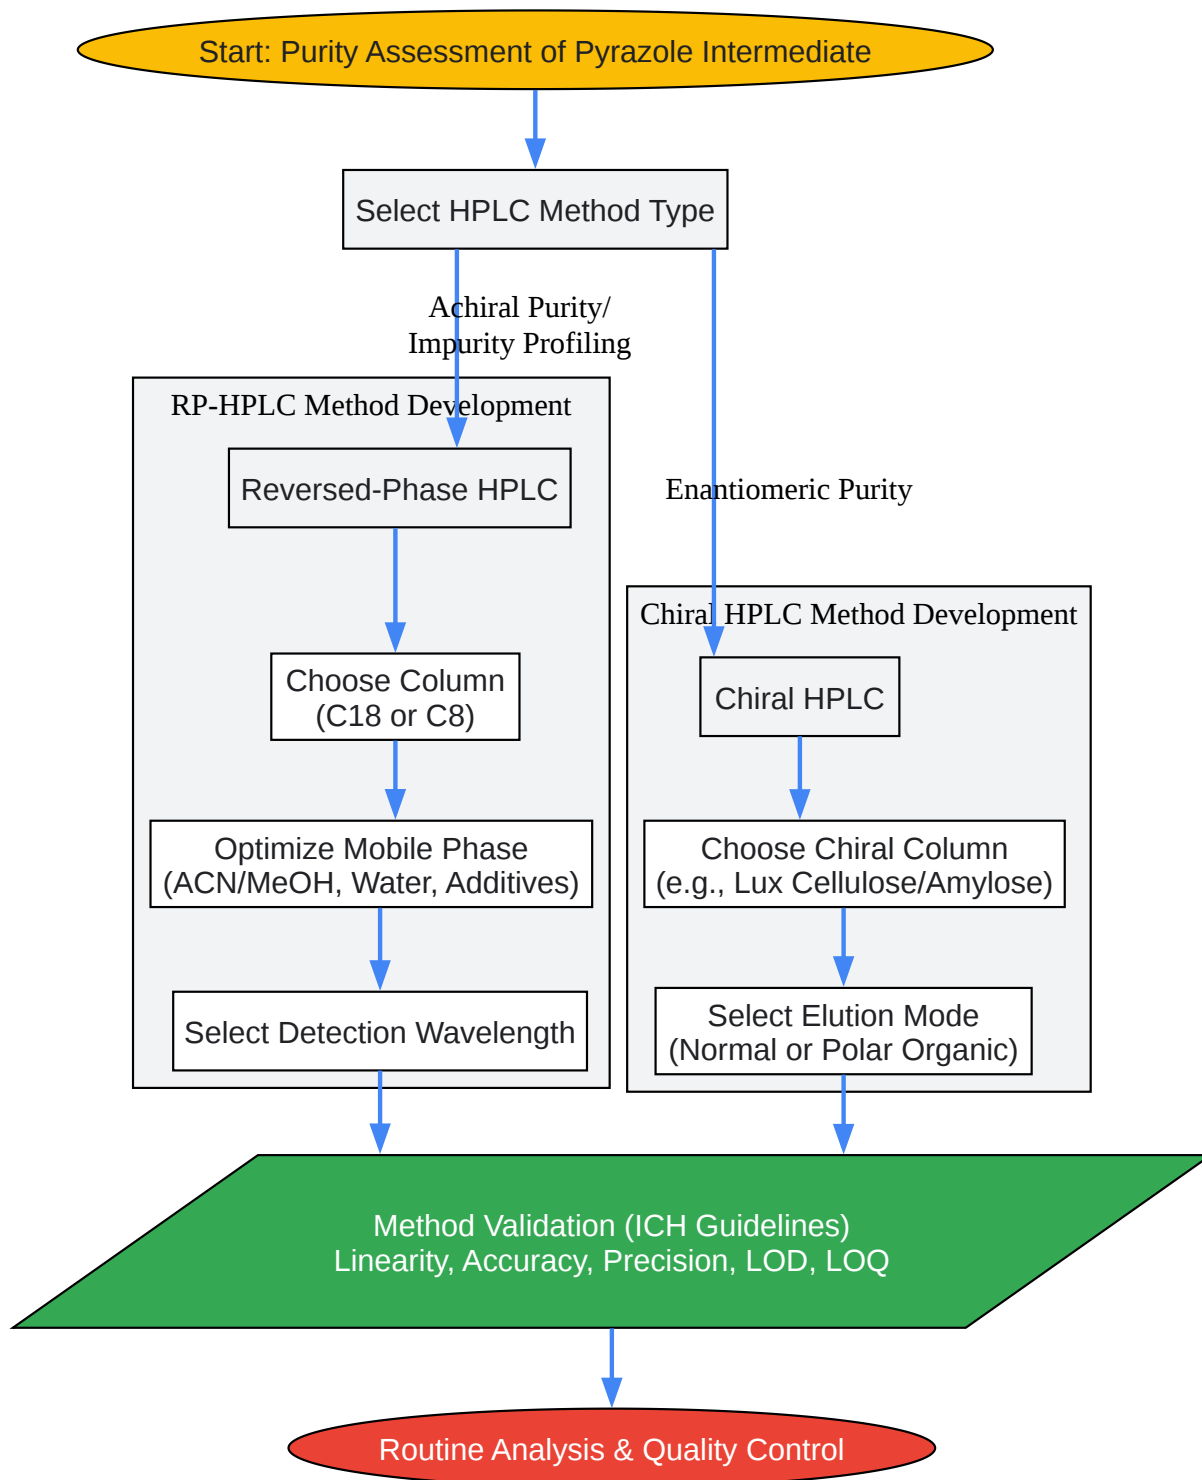 Start: Purity Assessment of Pyrazole Intermediate
Select HPLC Method Type
Achiral Purity/
Impurity Profiling
RP-HPLC Method Development
Reversed-Phase HPLC
Choose Column
(C18 or C8)
Optimize Mobile Phase
(ACN/MeOH, Water, Additives)
Select Detection Wavelength
Enantiomeric Purity
Chiral HPLC Method Development
Chiral HPLC
Choose Chiral Column
(e.g., Lux Cellulose/Amylose)
Select Elution Mode
(Normal or Polar Organic)
Method Validation (ICH Guidelines)
Linearity, Accuracy, Precision, LOD, LOQ
Routine Analysis & Quality Control